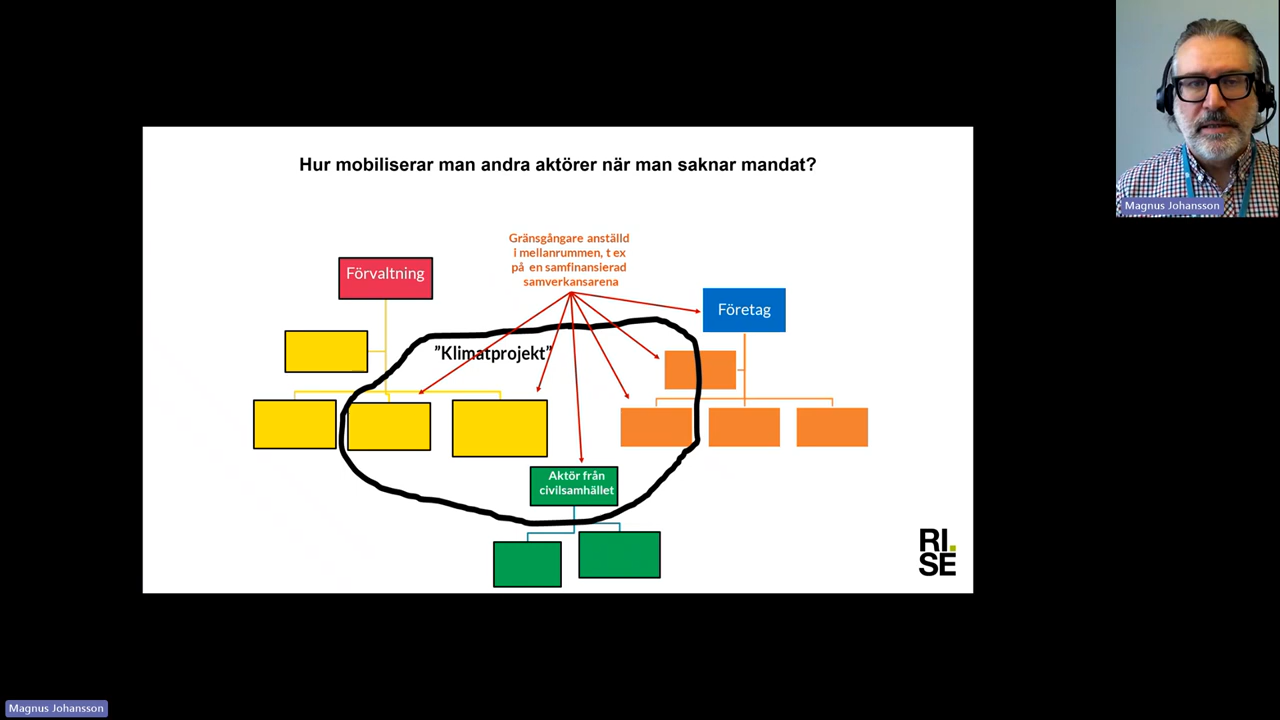 Hur mobiliserar man andra aktörer när man saknar mandat?
Gränsgångare anställd
i mellanrummen, t ex
på en samfinansierad
samverkansarena
Förvaltning
Företag
”Klimatprojekt”
Aktör från
civilsamhället
RI.
SE
Magnus Johansson
Magnus Johansson